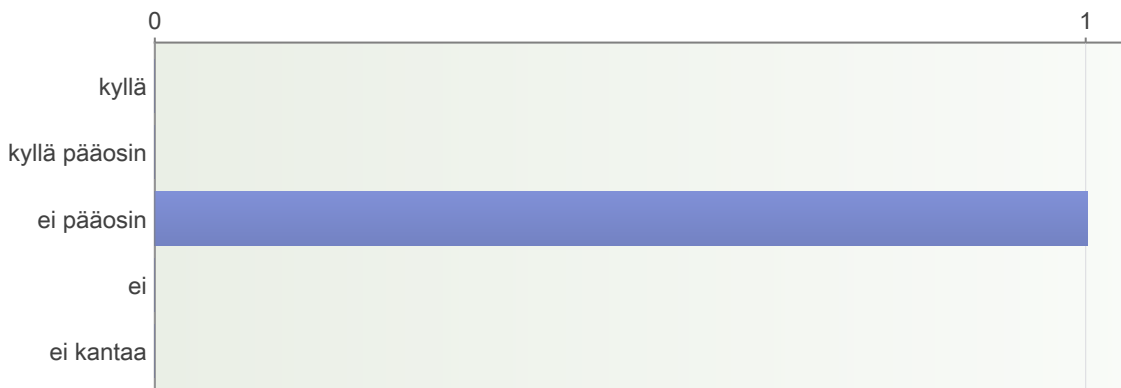 0 1
kyllä
kyllä pääosin
ei pääosin
ei
ei kantaa